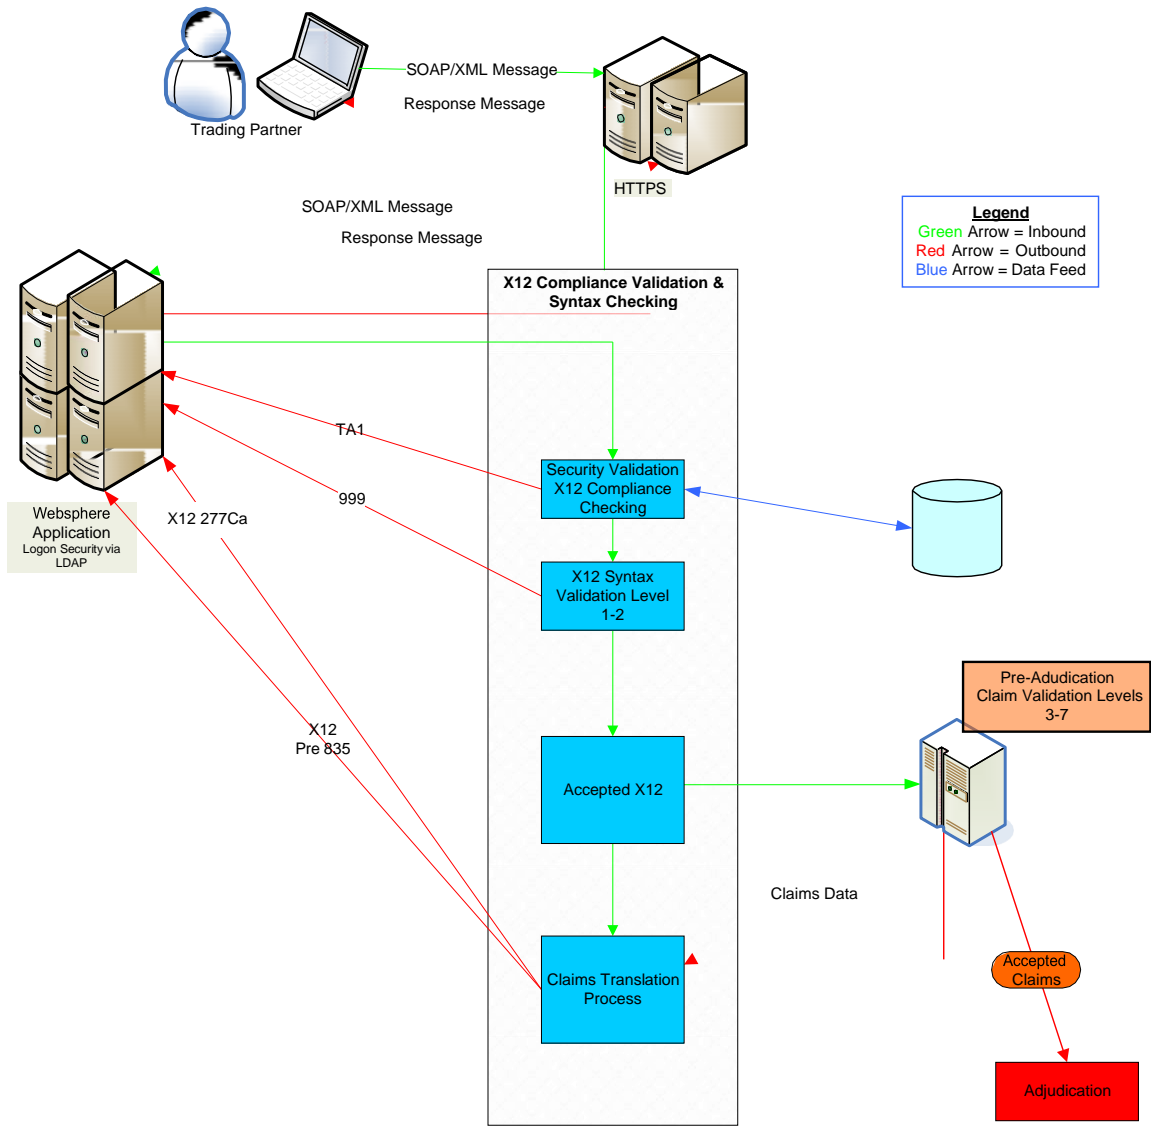 SOAP/XML Message
Response Message
Trading Partner
HTTPS
SOAP/XML Message
Response Message
Legend
Green Arrow = Inbound
Red Arrow = Outbound
Blue Arrow = Data Feed
X12 Compliance Validation &
Syntax Checking
TA1
Security Validation
X12 Compliance
Checking
999
X12 277Ca
Websphere
Application
Logon Security via
LDAP
X12 Syntax
Validation Level
1-2
Pre-Adudication
Claim Validation Levels
3-7
X12
Pre 835
Accepted X12
Claims Data
Accepted
Claims
Claims Translation
Process
Adjudication